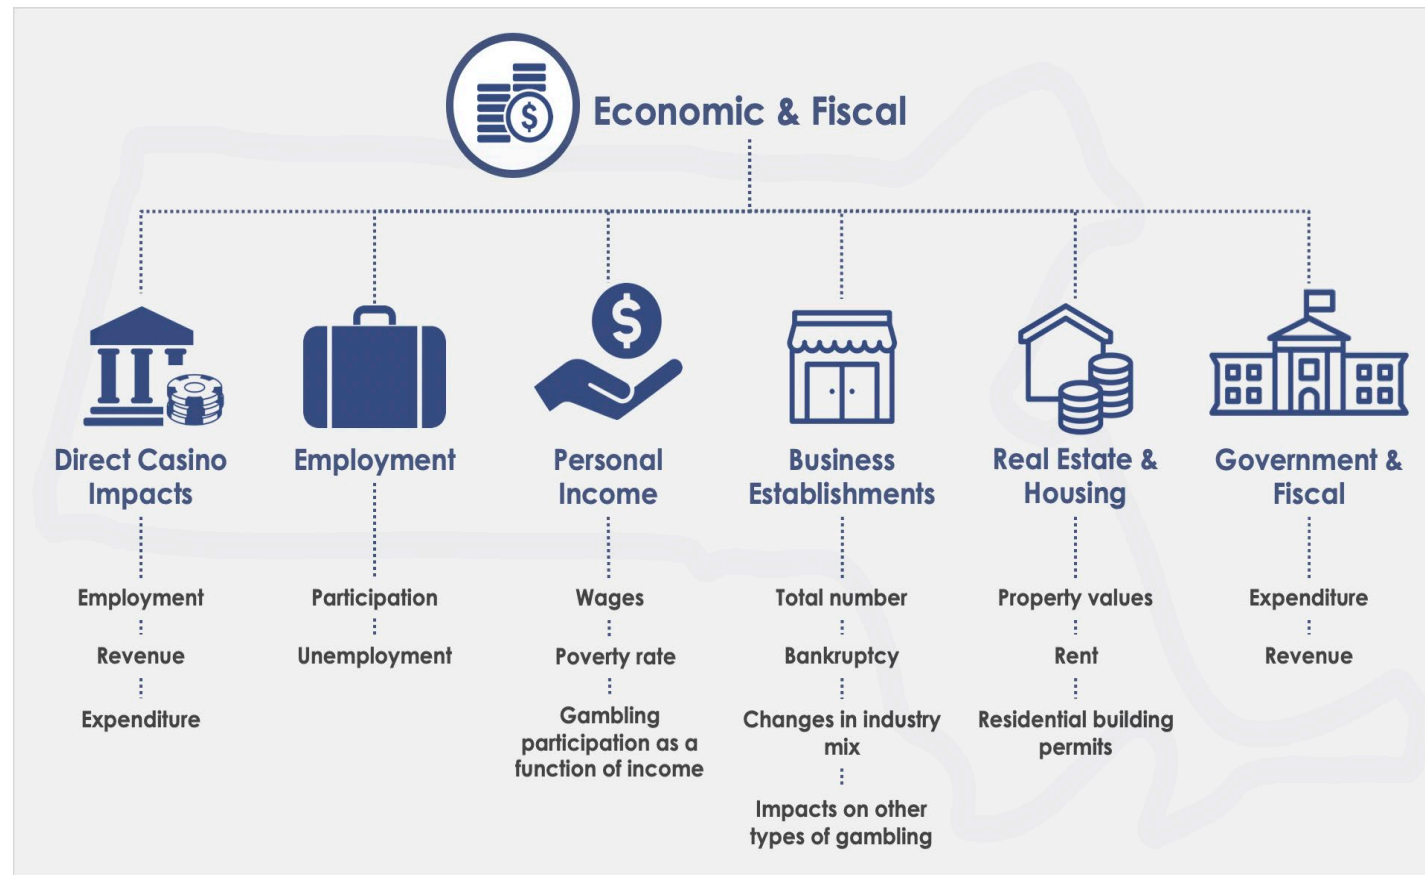 Economic & Fiscal
Direct Casino
Impacts
Employment
Revenue
Expenditure
Employment
Participation
Unemployment
Personal
Income
Wages
Poverty rate
Gambling
participation as a
function of income
Business
Establishments
Total number
Bankruptcy
Changes in industry
mix
Impacts on other
types of gambling
Real Estate &
Housing
Property values
Rent
Residential building
permits
Government &
Fiscal
Expenditure
Revenue